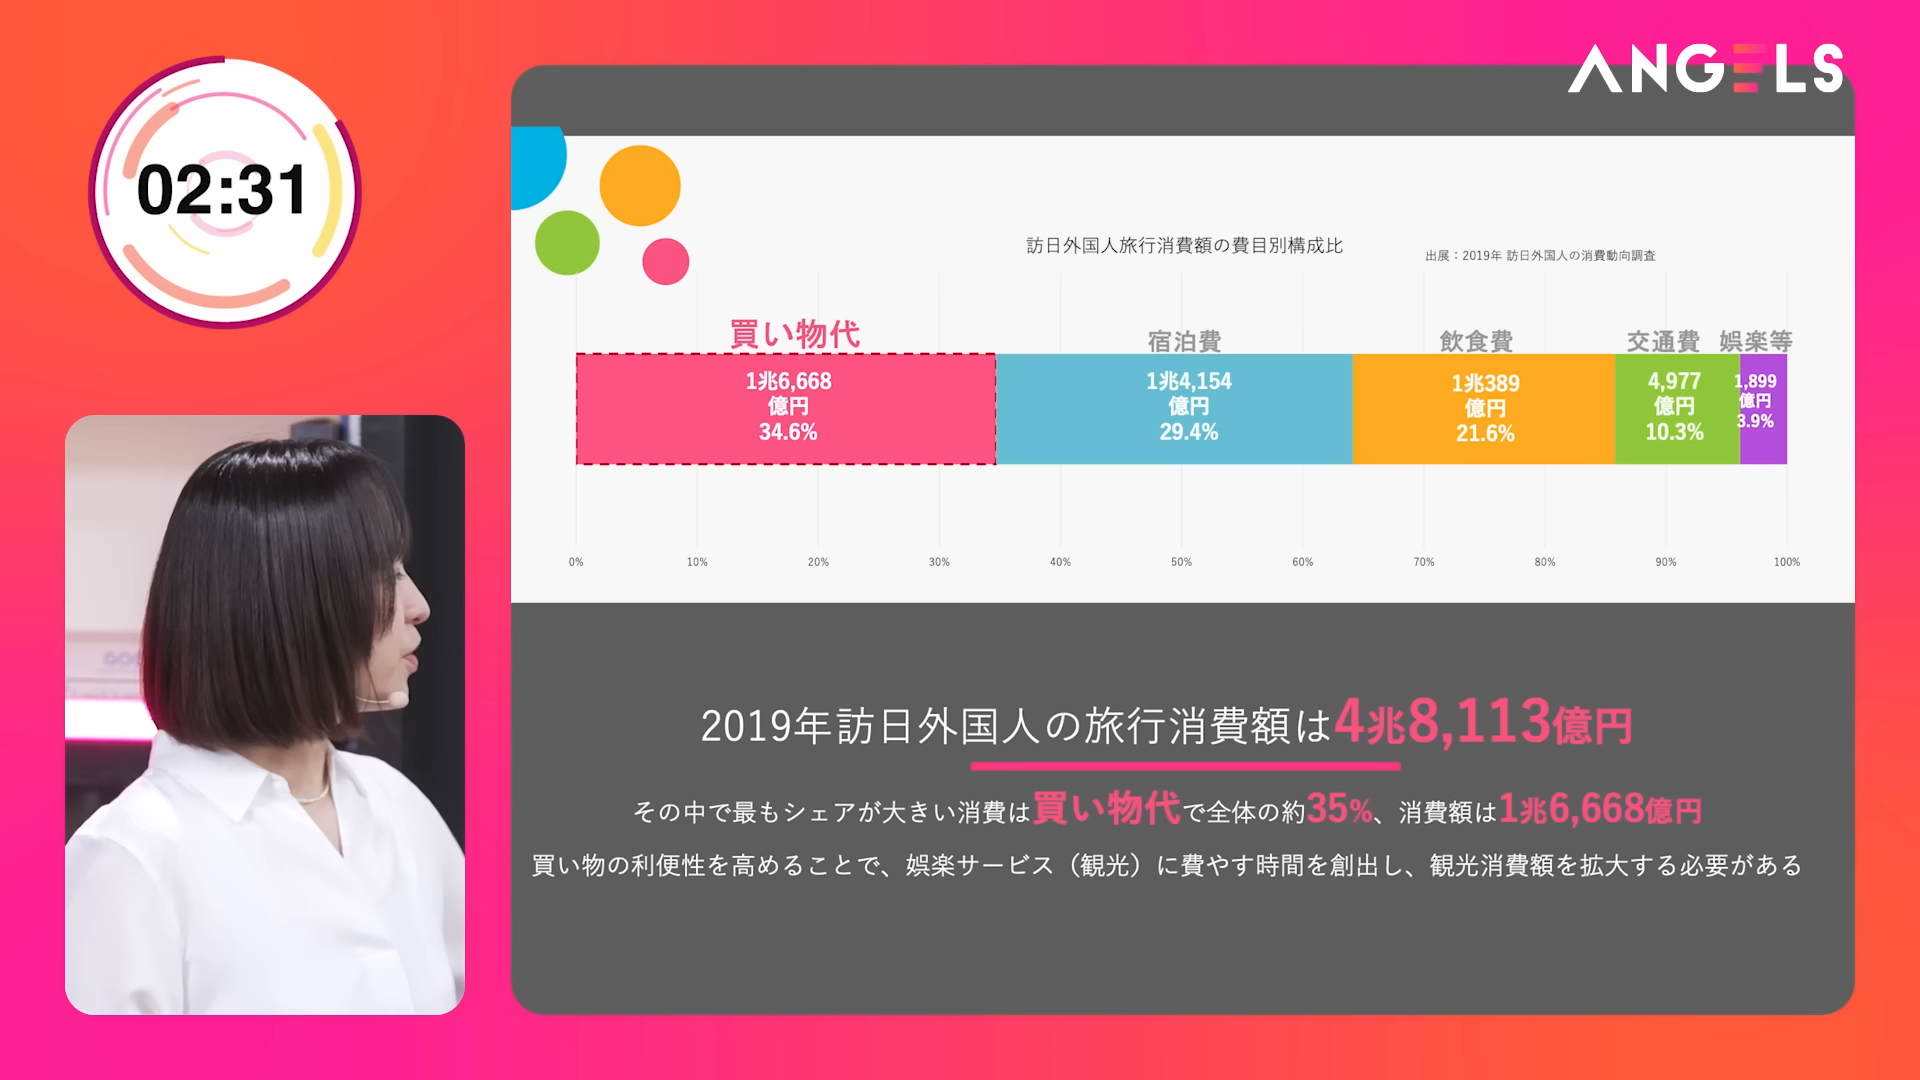 ANGELS
02:31
訪日外国人旅行消費額の費目別構成比
出展：2019年 訪日外国人の消費動向調査
買い物代
宿泊費
飲食費
交通費
娯楽等
1兆6,668
億円
34.6%
1兆4,154
億円
29.4%
1兆389
億円
21.6%
4,977
億円
10.3%
1,899
億円
3.9%
0% 10% 20% 30% 40% 50% 60% 70% 80% 90% 100%
2019年訪日外国人の旅行消費額は4兆8,113億円
その中で最もシェアが大きい消費は買い物代で全体の約35%、消費額は1兆6,668億円
買い物の利便性を高めることで、娯楽サービス（観光）に費やす時間を創出し、観光消費額を拡大する必要がある